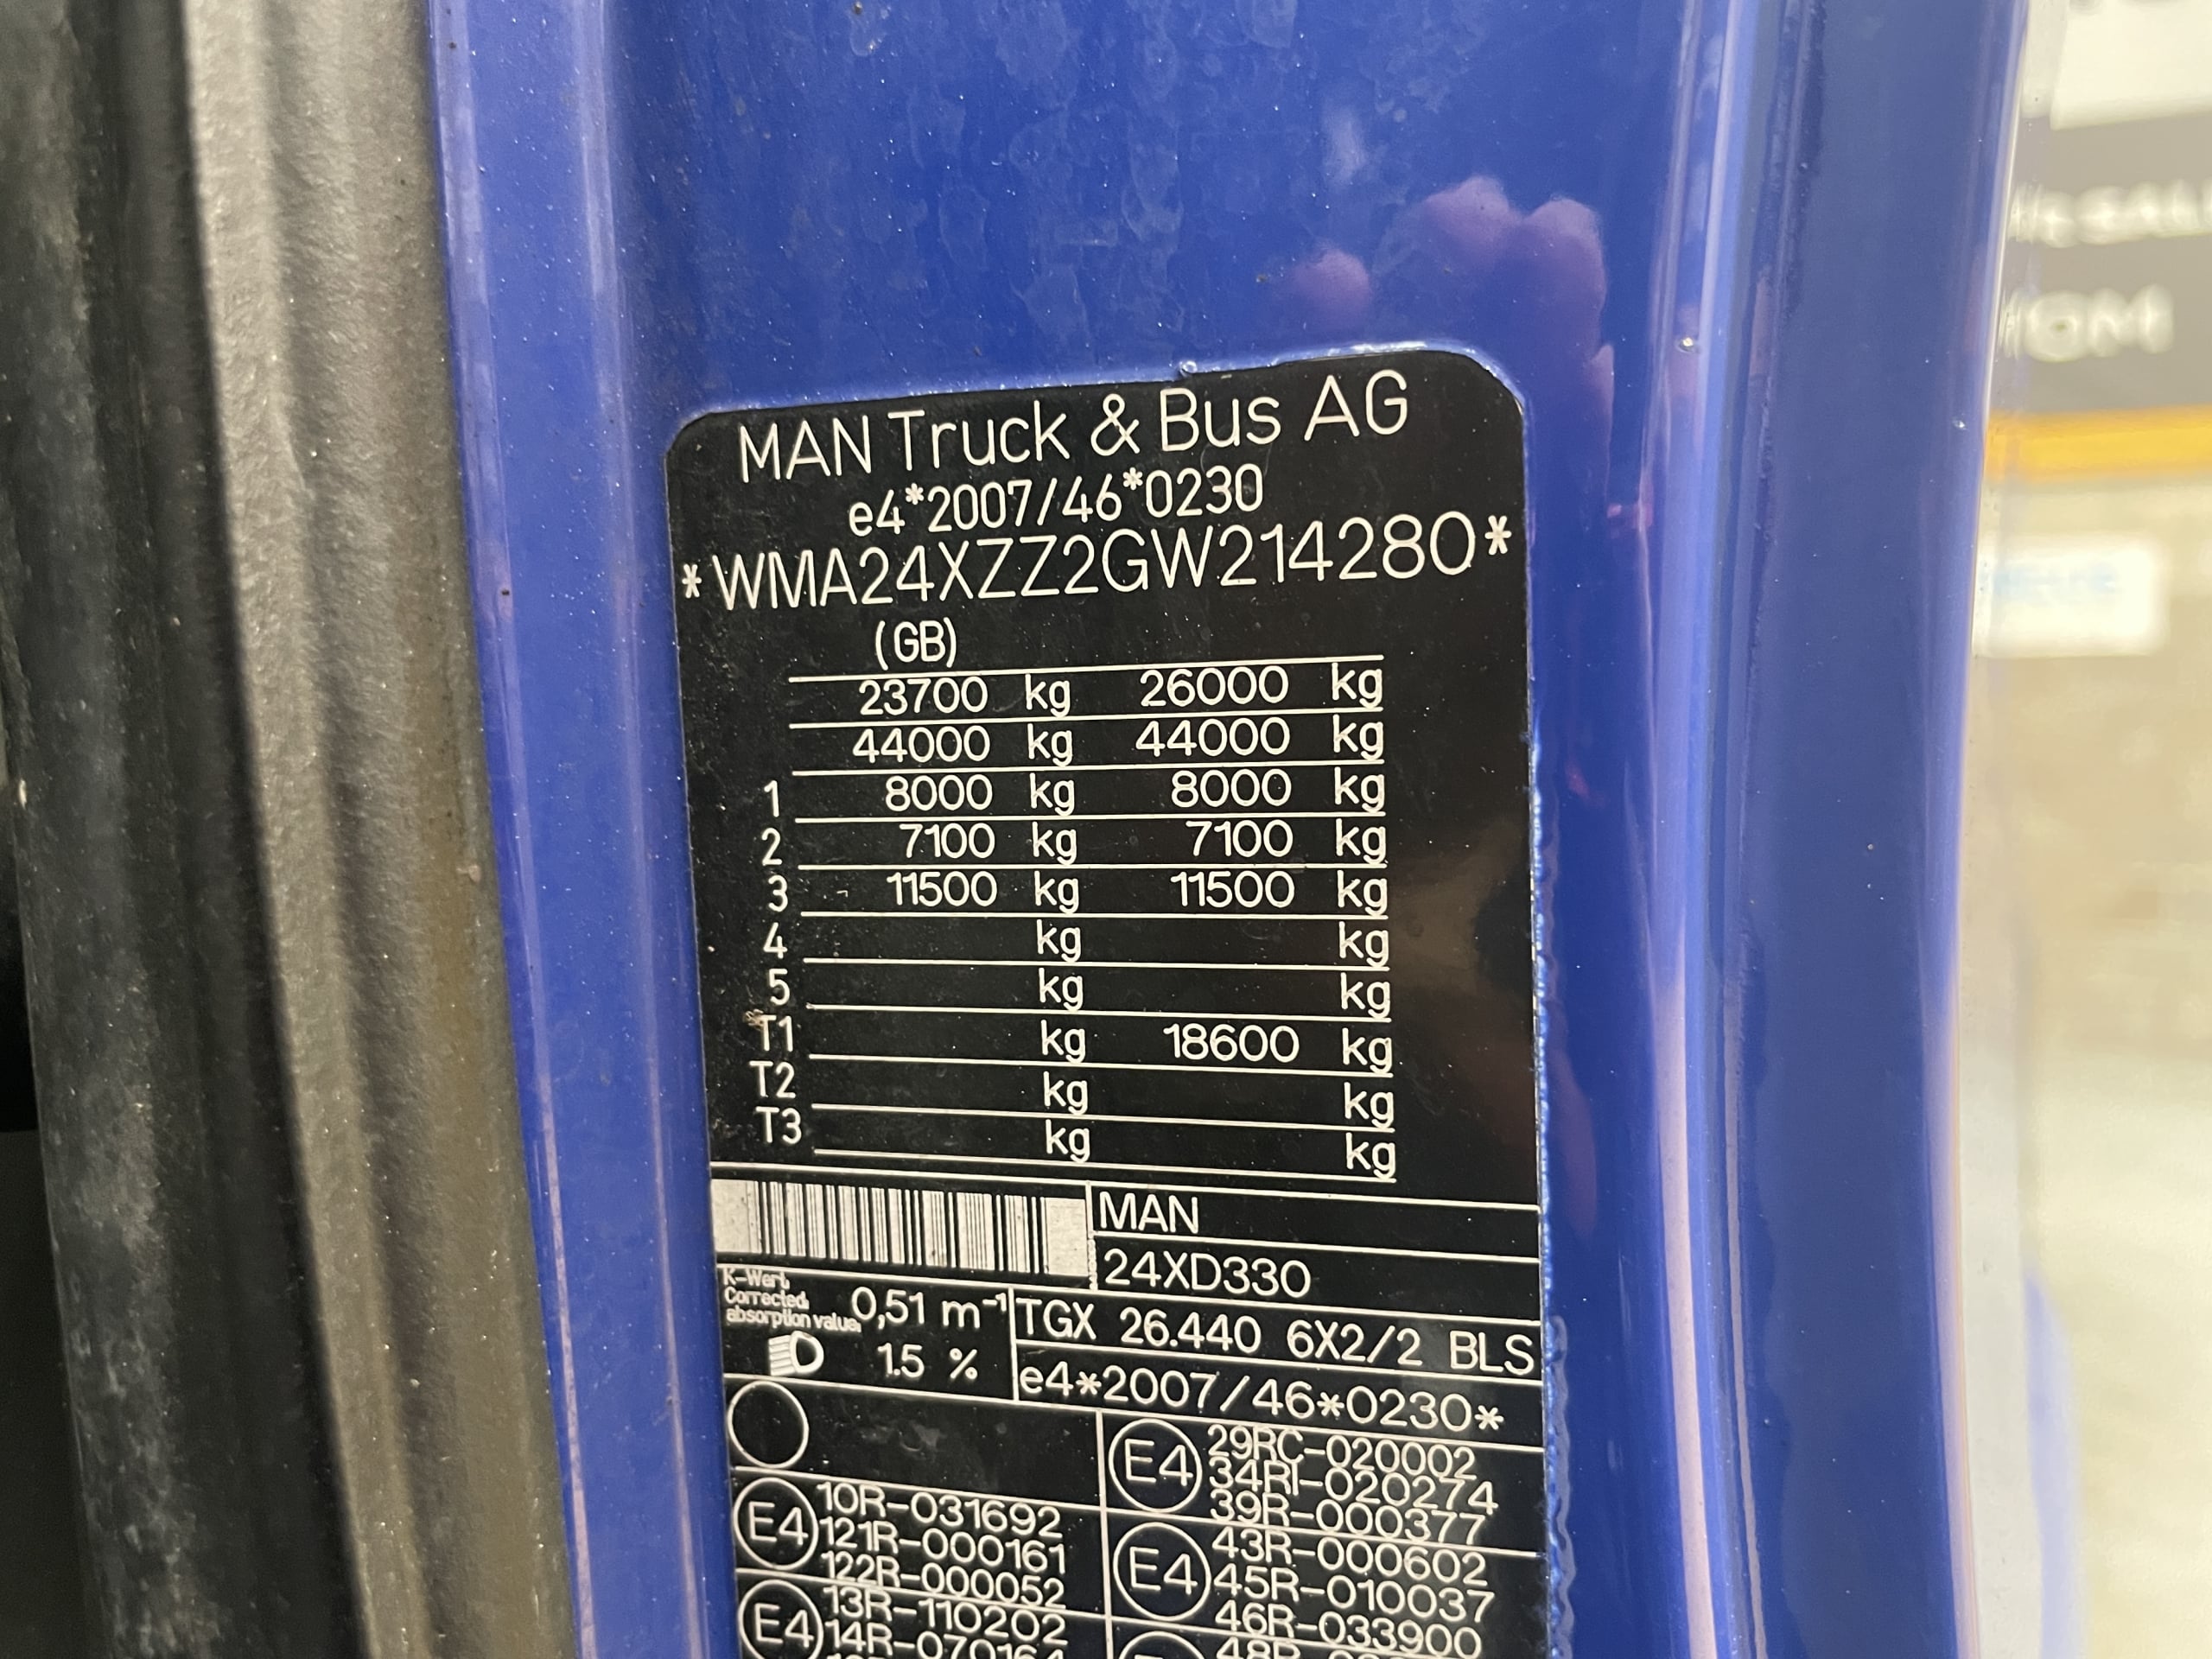 MAN Truck & Bus AG
e4*2007/46*0230
*WMA24XZZ2GW214280*
(GB)
23700 kg 26000 kg
44000 kg 44000 kg
1 8000 kg 8000 kg
2 7100 kg 7100 kg
3 11500 kg 11500 kg
4 kg kg
5 kg kg
T1 kg 18600 kg
T2 kg kg
T3 kg kg
MAN
24XD330
K-Wert,
Corrected
absorption value
0,51 m⁻¹
1.5 %
TGX 26.440 6X2/2 BLS
e4*2007/46*0230*
E4
29RC-020002
34RI-020274
39R-000377
E4
10R-031692
121R-000161
122R-000052
E4
43R-000602
45R-010037
46R-033900
E4
13R-110202
14R-070164